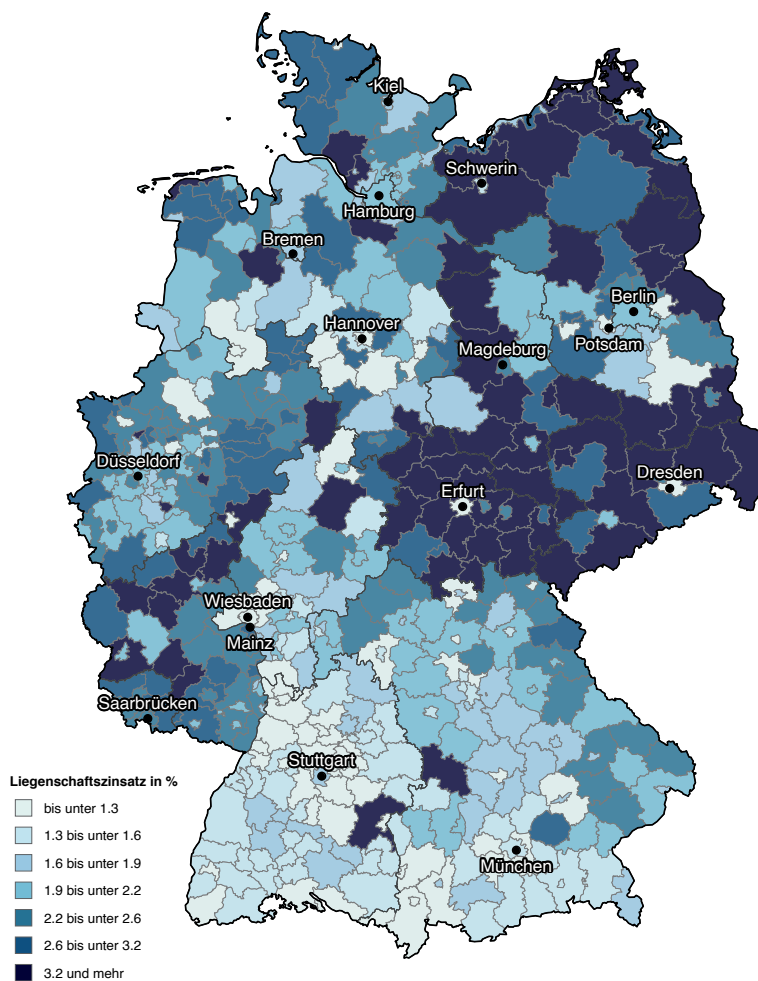 Kiel
Schwerin
Hamburg
Bremen
Berlin
Hannover
Potsdam
Magdeburg
Düsseldorf
Dresden
Erfurt
Wiesbaden
Mainz
Saarbrücken
Stuttgart
München
Liegenschaftszinsatz in %
bis unter 1.3
1.3 bis unter 1.6
1.6 bis unter 1.9
1.9 bis unter 2.2
2.2 bis unter 2.6
2.6 bis unter 3.2
3.2 und mehr